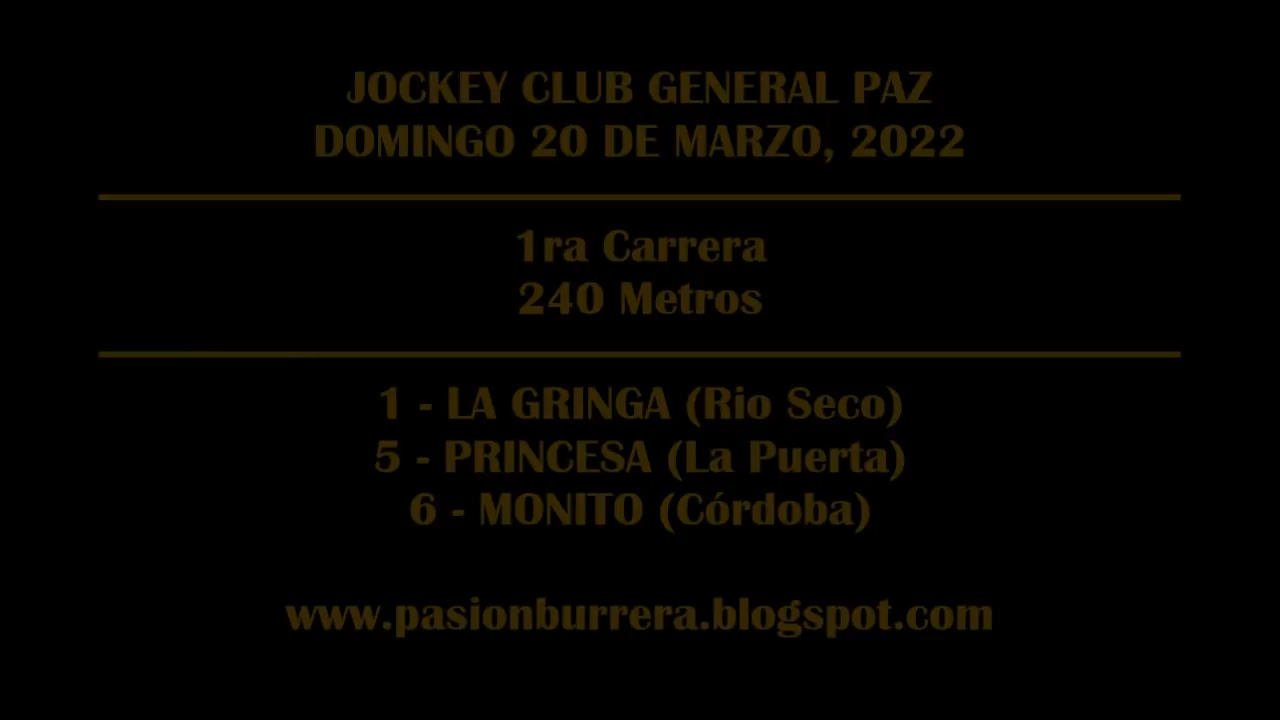 JOCKEY CLUB GENERAL PAZ
DOMINGO 20 DE MARZO, 2022
1ra Carrera
240 Metros
1 - LA GRINGA (Rio Seco)
5 - PRINCESA (La Puerta)
6 - MONITO (Córdoba)
www.pasionburrera.blogspot.com